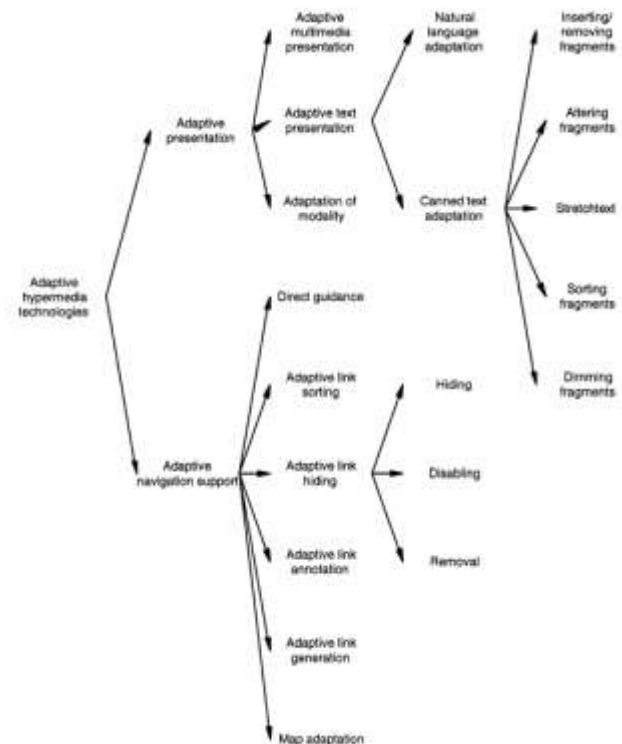 Adaptive
multimedia
presentation
Natural
language
adaptation
Inserting/
removing
fragments
Adaptive
presentation
Adaptive text
presentation
Altering
fragments
Adaptation of
modality
Canned text
adaptation
Stretchtext
Adaptive
hypermedia
technologies
Direct guidance
Sorting
fragments
Adaptive link
sorting
Hiding
Dimming
fragments
Adaptive
navigation support
Adaptive link
hiding
Disabling
Adaptive link
annotation
Removal
Adaptive link
generation
Map adaptation